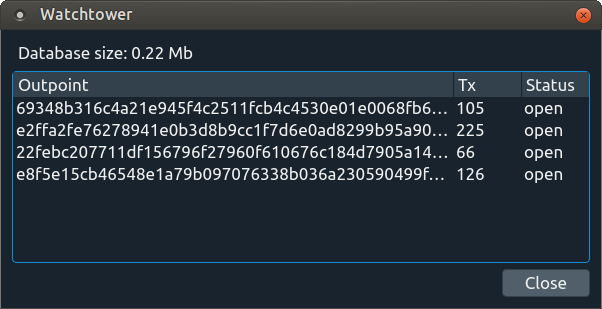 Watchtower
Database size: 0.22 Mb
Outpoint Tx Status
69348b316c4a21e945f4c2511fcb4c4530e01e0068fb6... 105 open
e2ffa2fe76278941e0b3d8b9cc1f7d6e0ad8299b95a90... 225 open
22febc207711df156796f27960f610676c184d7905a14... 66 open
e8f5e15cb46548e1a79b097076338b036a230590499f... 126 open
Close